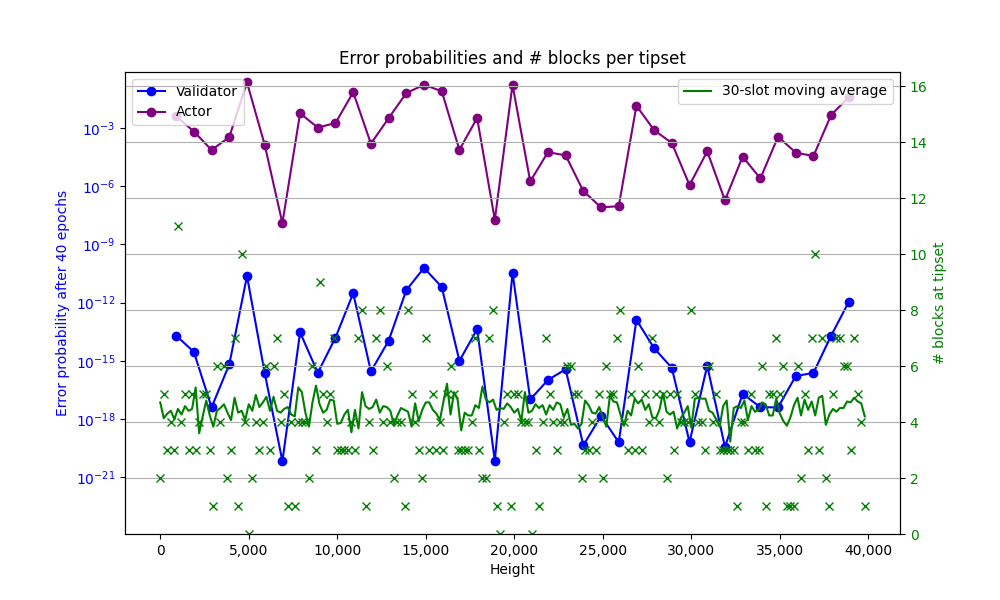 Error probabilities and # blocks per tipset
Validator
Actor
30-slot moving average
Error probability after 40 epochs
10⁻³
10⁻⁶
10⁻⁹
10⁻¹²
10⁻¹⁵
10⁻¹⁸
10⁻²¹
16
14
12
10
8
6
4
2
0
# blocks at tipset
0 5,000 10,000 15,000 20,000 25,000 30,000 35,000 40,000
Height